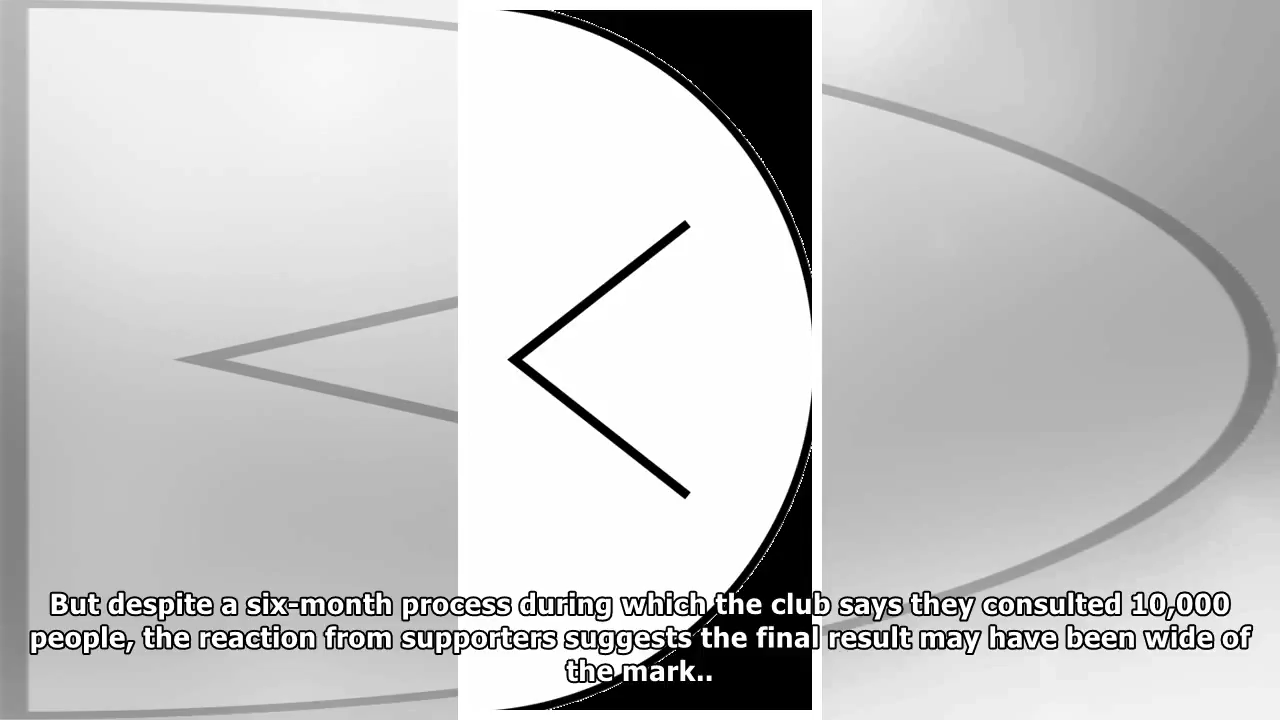 But despite a six-month process during which the club says they consulted 10,000
people, the reaction from supporters suggests the final result may have been wide of
the mark..